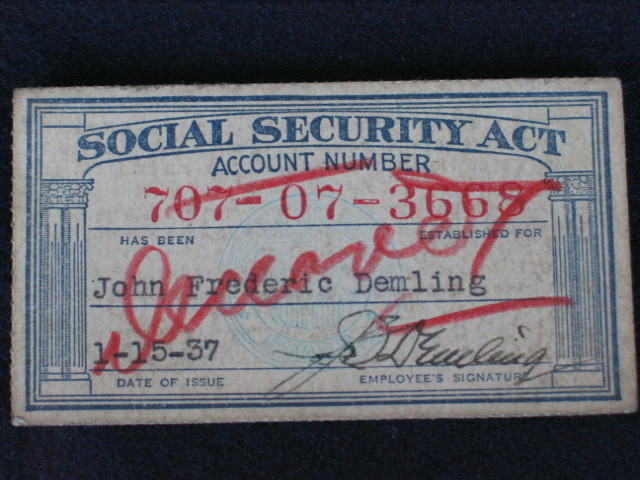 SOCIAL SECURITY ACT
ACCOUNT NUMBER
707-07-3668
HAS BEEN ESTABLISHED FOR
John Frederic Demling
1-15-37 Demling
DATE OF ISSUE EMPLOYEE'S SIGNATURE